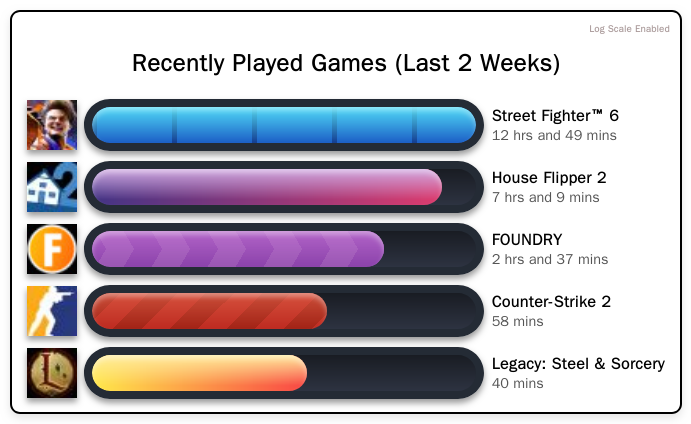 Log Scale Enabled
Recently Played Games (Last 2 Weeks)
Street Fighter™ 6
12 hrs and 49 mins
2
House Flipper 2
7 hrs and 9 mins
F
FOUNDRY
2 hrs and 37 mins
Counter-Strike 2
58 mins
L
Legacy: Steel & Sorcery
40 mins